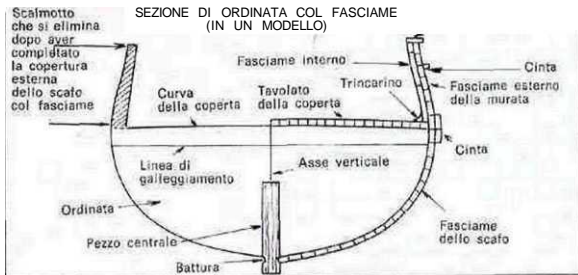 SEZIONE DI ORDINATA COL FASCIAME
(IN UN MODELLO)
Scalmotto
che si elimina
dopo aver
completato
la copertura
esterna
dello scafo
col fasciame
Fasciame interno
Cinta
Trincarino
Fasciame esterno
della murata
Curva
della coperta
Tavolato
della coperta
Cinta
Linea di
galleggiamento
Asse verticale
Ordinata
Pezzo centrale
Battura
Fasciame
dello scafo